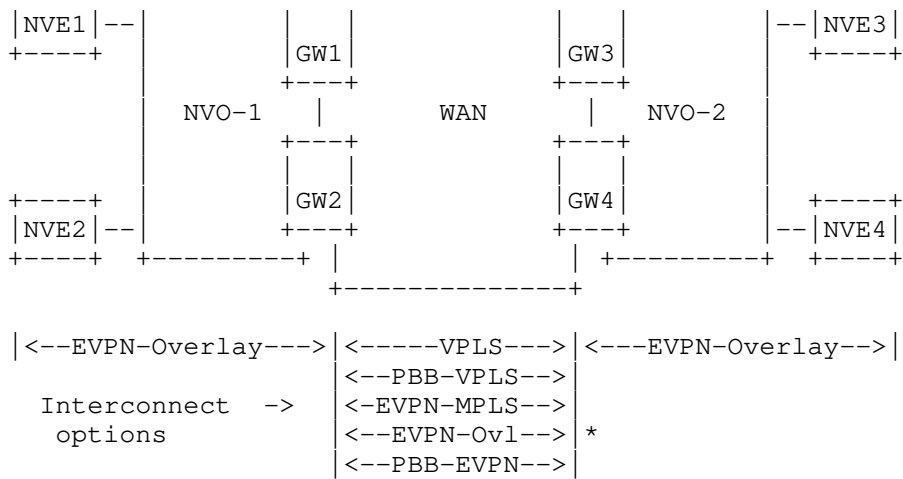 |NVE1|--| | | | | |--|NVE3|
+----+ | |GW1| |GW3| | +----+
| +---+ +---+ |
| NVO-1 | WAN | NVO-2 |
| +---+ +---+ |
| | | | | |
+----+ | |GW2| |GW4| | +----+
|NVE2|--| +---+ +---+ |--|NVE4|
+----+ +---------+ | | +---------+ +----+
+--------------+
|<--EVPN-Overlay--->|<-----VPLS--->|<---EVPN-Overlay-->|
|<--PBB-VPLS-->|
Interconnect -> |<-EVPN-MPLS-->|
options |<--EVPN-Ovl-->|*
|<--PBB-EVPN-->|